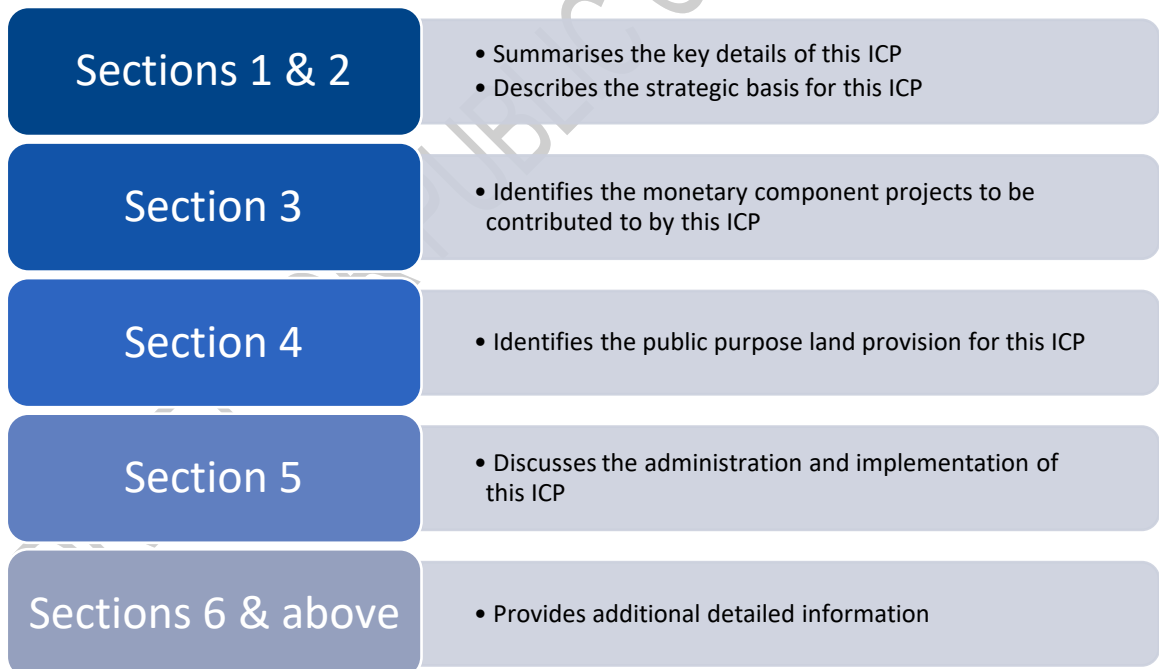 Sections 1 & 2
• Summarises the key details of this ICP
• Describes the strategic basis for this ICP
Section 3
• Identifies the monetary component projects to be
contributed to by this ICP
Section 4
• Identifies the public purpose land provision for this ICP
Section 5
• Discusses the administration and implementation of
this ICP
Sections 6 & above
• Provides additional detailed information
PUBLIC